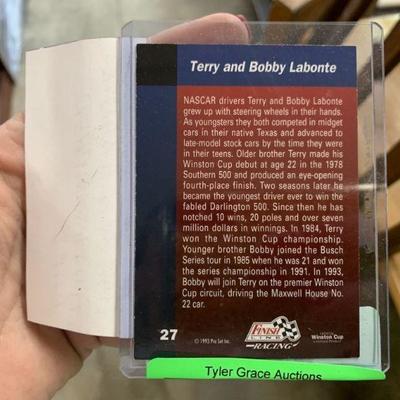 Terry and Bobby Labonte
NASCAR drivers Terry and Bobby Labonte
grew up with steering wheels in their hands.
As youngsters they both competed in midget
cars in their native Texas and advanced to
late-model stock cars by the time they
were in their teens. Older brother Terry made his
Winston Cup debut at age 22 in the 1978
Southern 500 and produced an eye-opening
fourth-place finish. Two seasons later he
became the youngest driver ever to win the
fabled Darlington 500. Since then he has
notched 10 wins, 20 poles and over seven
million dollars in winnings. In 1984, Terry
won the Winston Cup championship.
Younger brother Bobby joined the Busch
Series tour in 1985 when he was 21 and won
the series championship in 1991. In 1993,
Bobby will join Terry on the premier Winston
Cup circuit, driving the Maxwell House No.
22 car.
27
© 1993 Pro Set Inc.
FINISH
LINE
RACING
Winston Cup
Tyler Grace Auctions